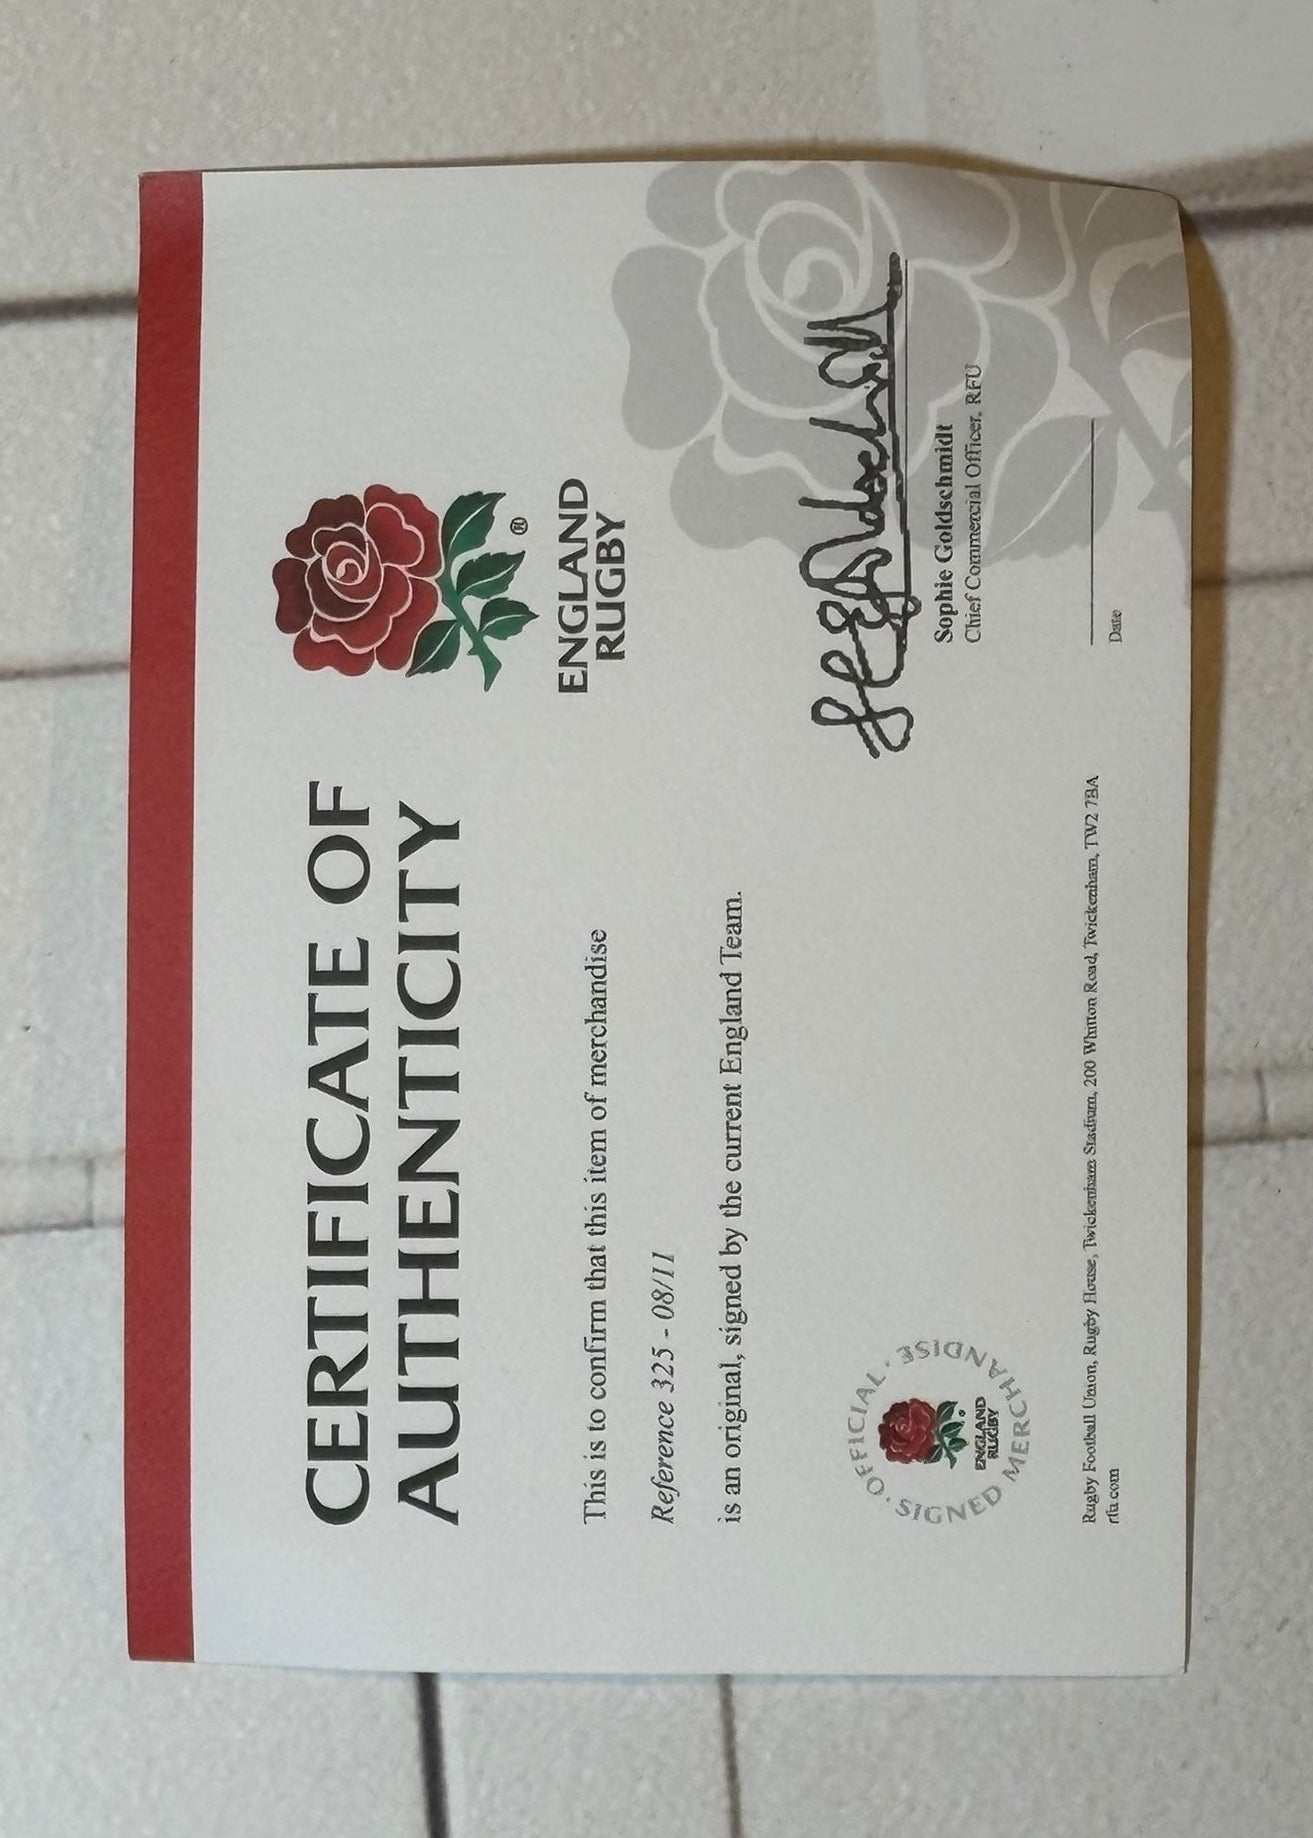 CERTIFICATE OF
AUTHENTICITY
®
ENGLAND
RUGBY
This is to confirm that this item of merchandise
Reference 325 - 08/11
is an original, signed by the current England Team.
Sophie Goldschmidt
Chief Commercial Officer, RFU
Date
OFFICIAL · SIGNED MERCHANDISE ·
ENGLAND
RUGBY
Rugby Football Union, Rugby House, Twickenham Stadium, 200 Whitton Road, Twickenham, TW2 7BA
rfu.com